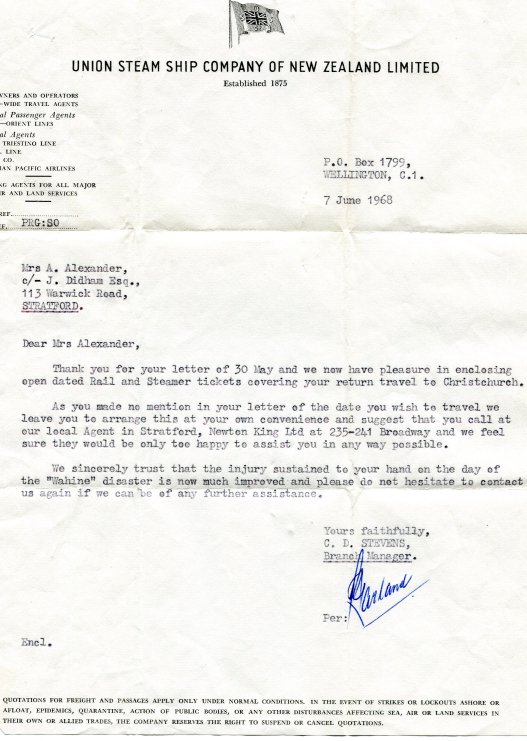 UNION STEAM SHIP COMPANY OF NEW ZEALAND LIMITED
Established 1875
WNERS AND OPERATORS
-WIDE TRAVEL AGENTS
al Passenger Agents
—ORIENT LINES
al Agents
TRIESTINO LINE
LINE
CO.
IAN PACIFIC AIRLINES
NG AGENTS FOR ALL MAJOR
IR AND LAND SERVICES
REF.
PRG:SO
P.O. Box 1799,
WELLINGTON, C.1.
7 June 1968
Mrs A. Alexander,
c/- J. Didham Esq.,
113 Warwick Road,
STRATFORD.
Dear Mrs Alexander,
Thank you for your letter of 30 May and we now have pleasure in enclosing
open dated Rail and Steamer tickets covering your return travel to Christchurch.
As you made no mention in your letter of the date you wish to travel we
leave you to arrange this at your own convenience and suggest that you call at
our local Agent in Stratford, Newton King Ltd at 235-241 Broadway and we feel
sure they would be only too happy to assist you in any way possible.
We sincerely trust that the injury sustained to your hand on the day of
the "Wahine" disaster is now much improved and please do not hesitate to contact
us again if we can be of any further assistance.
Yours faithfully,
C. D. STEVENS,
Branch Manager.
Per:
Encl.
QUOTATIONS FOR FREIGHT AND PASSAGES APPLY ONLY UNDER NORMAL CONDITIONS. IN THE EVENT OF STRIKES OR LOCKOUTS ASHORE OR
AFLOAT, EPIDEMICS, QUARANTINE, ACTION OF PUBLIC BODIES, OR ANY OTHER DISTURBANCES AFFECTING SEA, AIR OR LAND SERVICES IN
THEIR OWN OR ALLIED TRADES, THE COMPANY RESERVES THE RIGHT TO SUSPEND OR CANCEL QUOTATIONS.